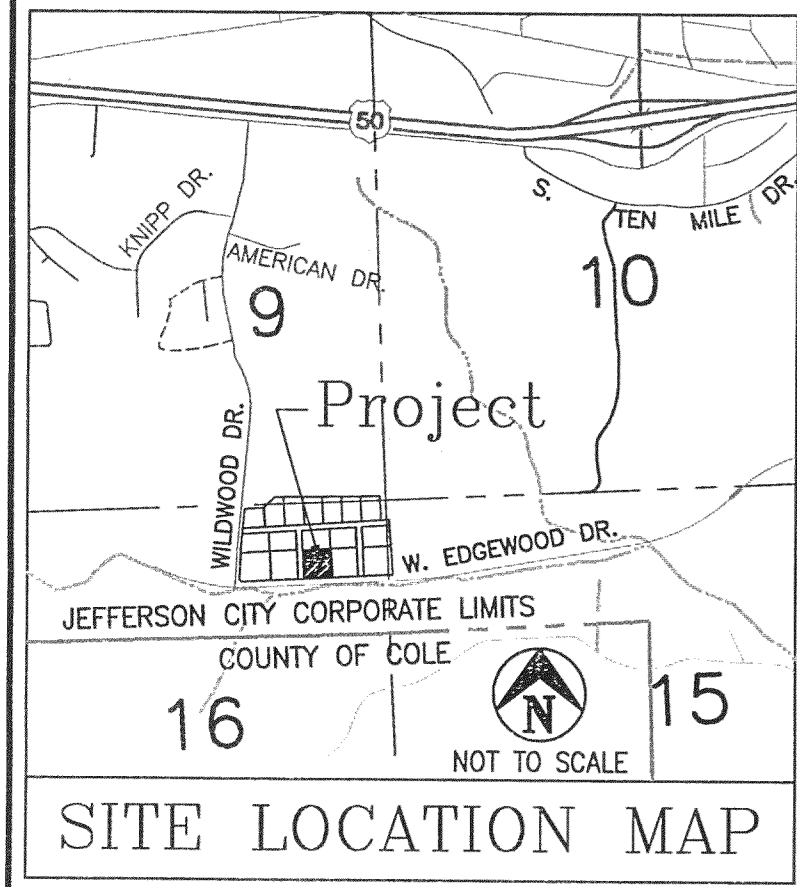 50
KNIPP DR.
S. TEN MILE DR.
AMERICAN DR.
9
10
Project
WILDWOOD DR.
W. EDGEWOOD DR.
JEFFERSON CITY CORPORATE LIMITS
COUNTY OF COLE
16
15
N
NOT TO SCALE
SITE LOCATION MAP